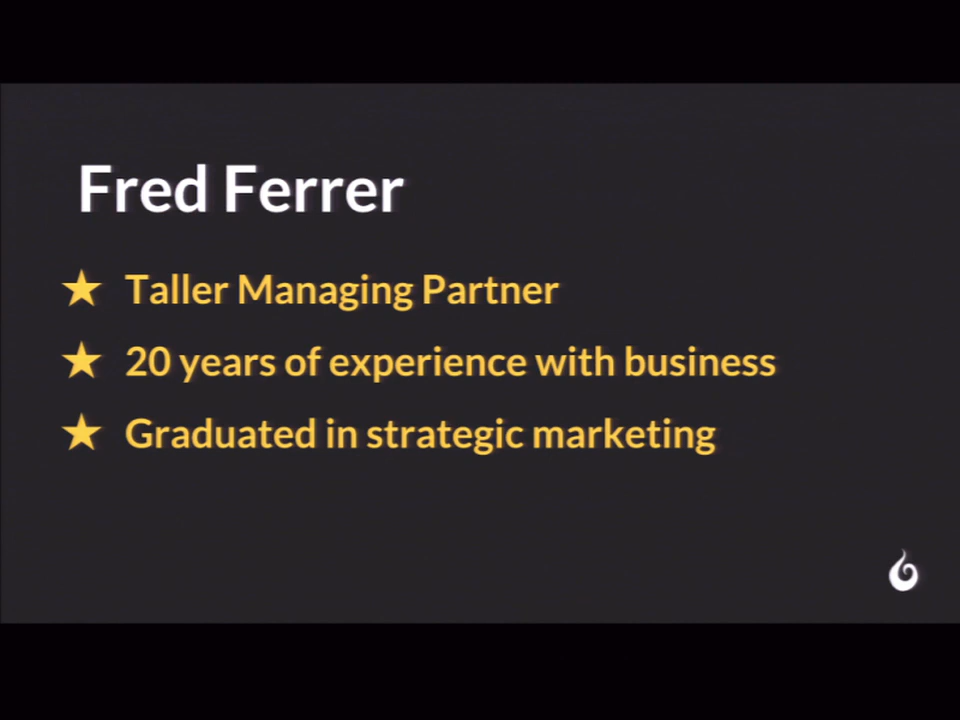 Fred Ferrer
★ Taller Managing Partner
★ 20 years of experience with business
★ Graduated in strategic marketing